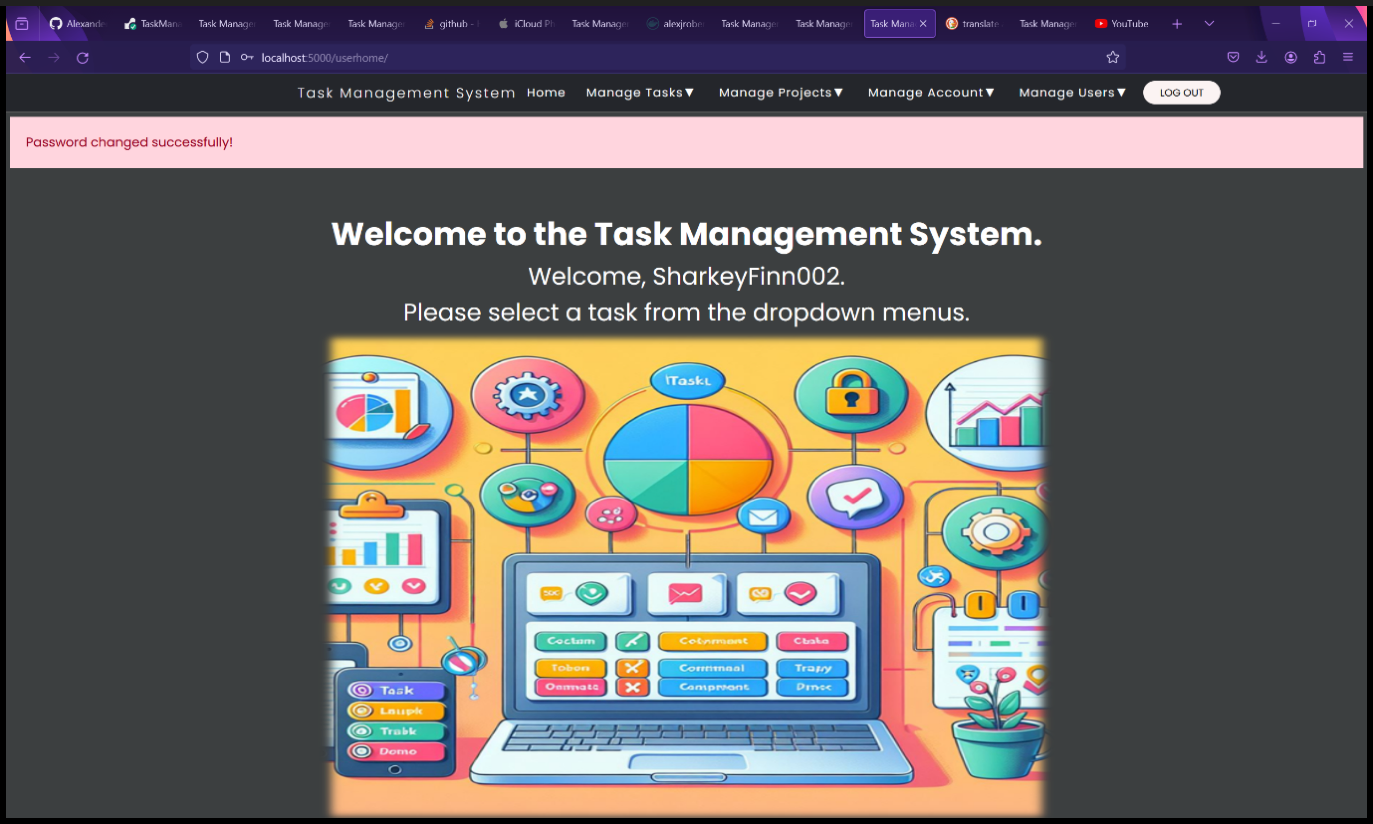 Alexande
TaskMana
Task Manage
Task Manage
Task Manage
github -
iCloud Ph
Task Manage
alexjrobe
Task Manage
Task Manage
Task Mana
translate
Task Manage
YouTube
localhost:5000/userhome/
Task Management System Home Manage Tasks▼ Manage Projects▼ Manage Account▼ Manage Users▼ LOG OUT
Password changed successfully!
Welcome to the Task Management System.
Welcome, SharkeyFinn002.
Please select a task from the dropdown menus.
Task